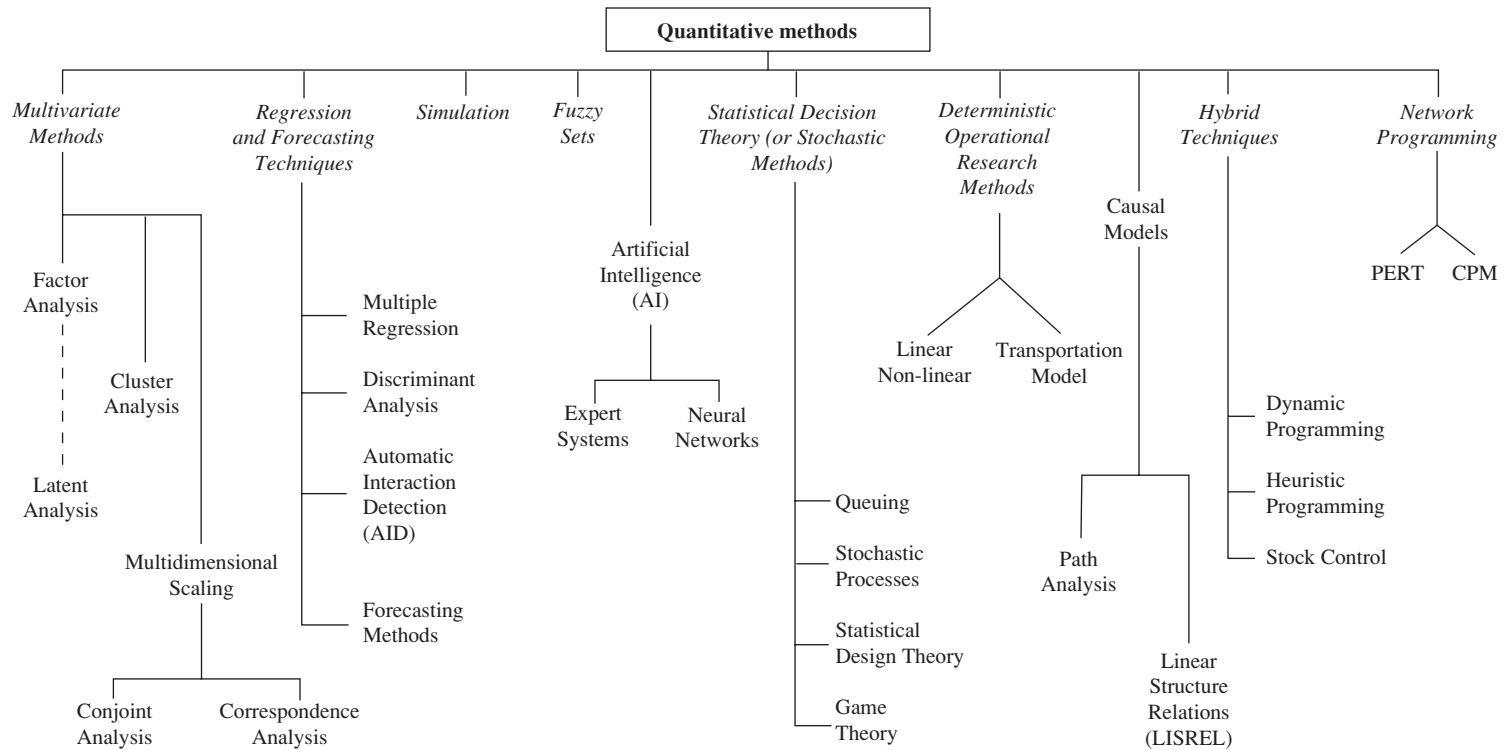 Quantitative methods
Multivariate
Methods
Regression
and Forecasting
Techniques
Simulation
Fuzzy
Sets
Statistical Decision
Theory (or Stochastic
Methods)
Deterministic
Operational
Research
Methods
Hybrid
Techniques
Network
Programming
Causal
Models
Artificial
Intelligence
(AI)
PERT
CPM
Factor
Analysis
Multiple
Regression
Linear
Non-linear
Transportation
Model
Cluster
Analysis
Discriminant
Analysis
Expert
Systems
Neural
Networks
Dynamic
Programming
Latent
Analysis
Automatic
Interaction
Detection
(AID)
Queuing
Heuristic
Programming
Multidimensional
Scaling
Stochastic
Processes
Path
Analysis
Stock Control
Forecasting
Methods
Statistical
Design Theory
Linear
Structure
Relations
(LISREL)
Conjoint
Analysis
Correspondence
Analysis
Game
Theory